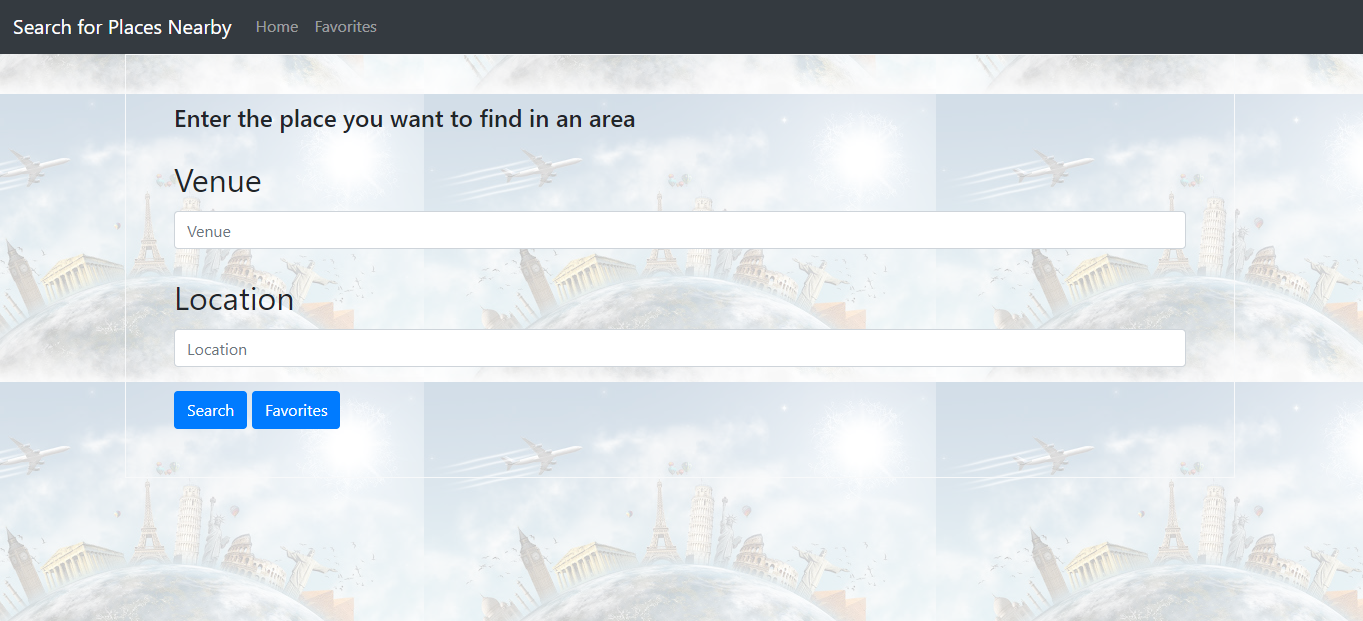 Search for Places Nearby Home Favorites
Enter the place you want to find in an area
Venue
Venue
Location
Location
Search Favorites